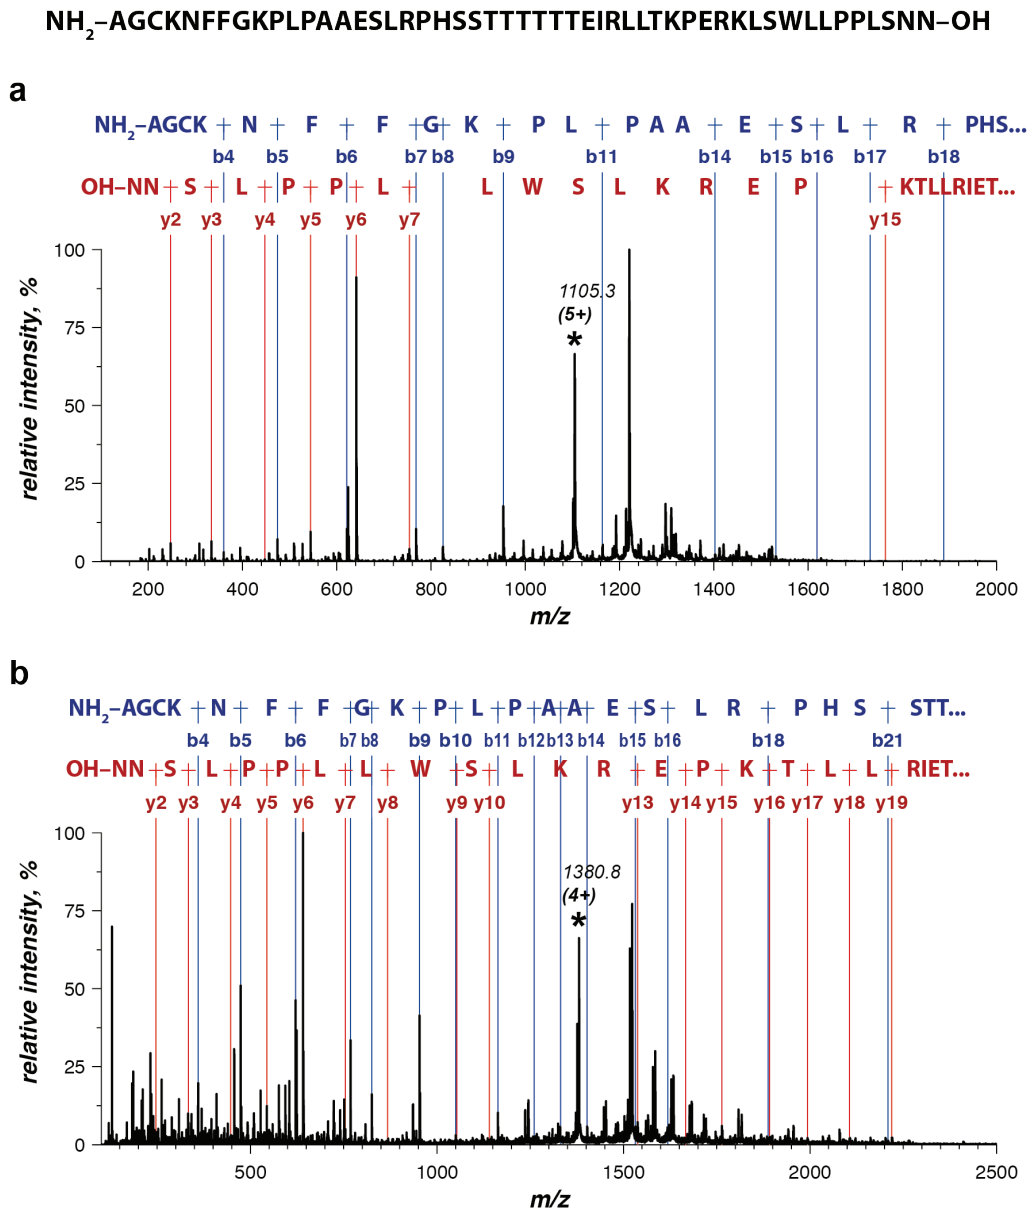 NH2–AGCKNFFGKPLPAAESLRPHSSTTTTTTEIRLLTKPERKLSWLLPPLSNN–OH
a
NH2–AGCK N F F G K P L P A A E S L R PHS...
b4 b5 b6 b7 b8 b9 b11 b14 b15 b16 b17 b18
OH–NN S L P P L L W S L K R E P KTLLRIET...
y2 y3 y4 y5 y6 y7 y15
100
75
50
25
0
relative intensity, %
1105.3
(5+)
*
200 400 600 800 1000 1200 1400 1600 1800 2000
m/z
b
NH2–AGCK N F F G K P L P A A E S L R P H S STT...
b4 b5 b6 b7 b8 b9 b10 b11 b12 b13 b14 b15 b16 b18 b21
OH–NN S L P P L L W S L K R E P K T L L RIET...
y2 y3 y4 y5 y6 y7 y8 y9 y10 y13 y14 y15 y16 y17 y18 y19
100
75
50
25
0
relative intensity, %
1380.8
(4+)
*
500 1000 1500 2000 2500
m/z